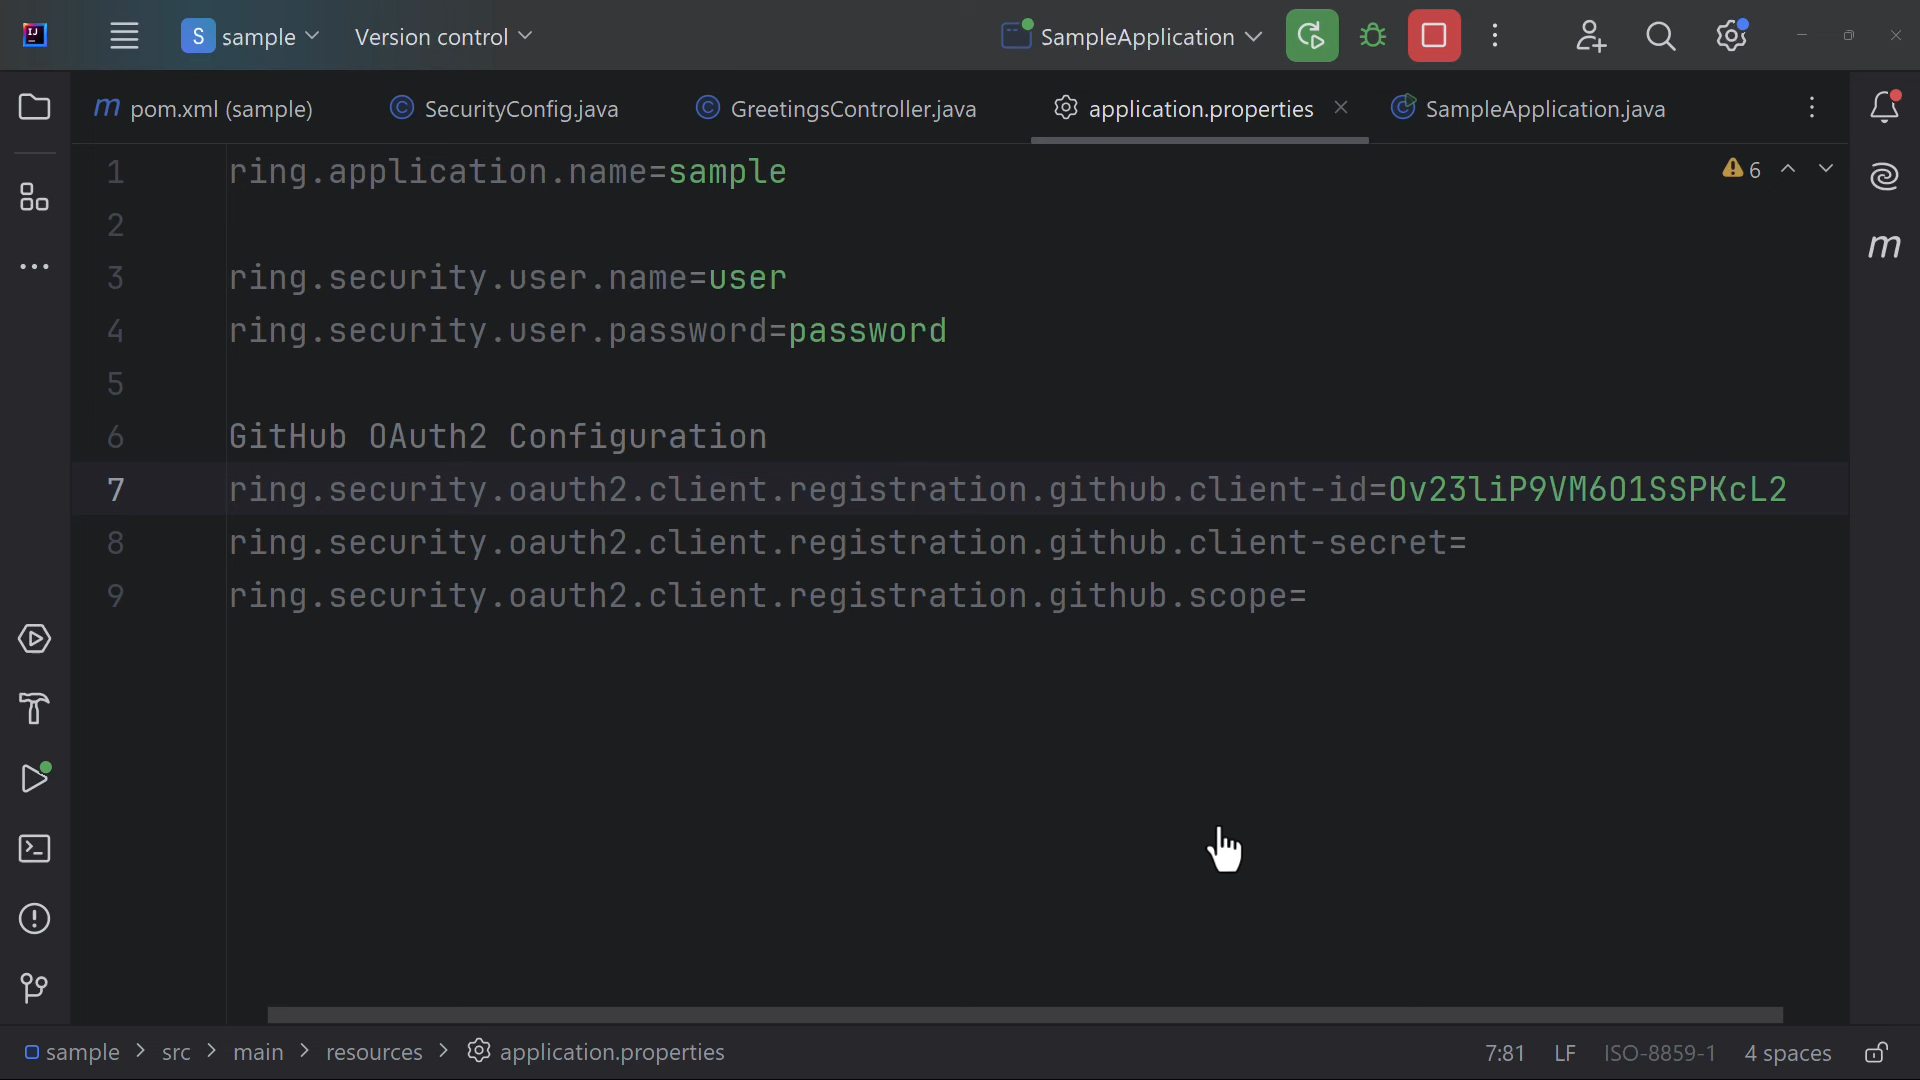 IJ
S sample Version control SampleApplication
m pom.xml (sample) SecurityConfig.java GreetingsController.java application.properties SampleApplication.java
1 ring.application.name=sample 6
2
3 ring.security.user.name=user
4 ring.security.user.password=password
5
6 GitHub OAuth2 Configuration
7 ring.security.oauth2.client.registration.github.client-id=Ov23liP9VM6O1SSPKcL2
8 ring.security.oauth2.client.registration.github.client-secret=
9 ring.security.oauth2.client.registration.github.scope=
m
sample > src > main > resources > application.properties 7:81 LF ISO-8859-1 4 spaces